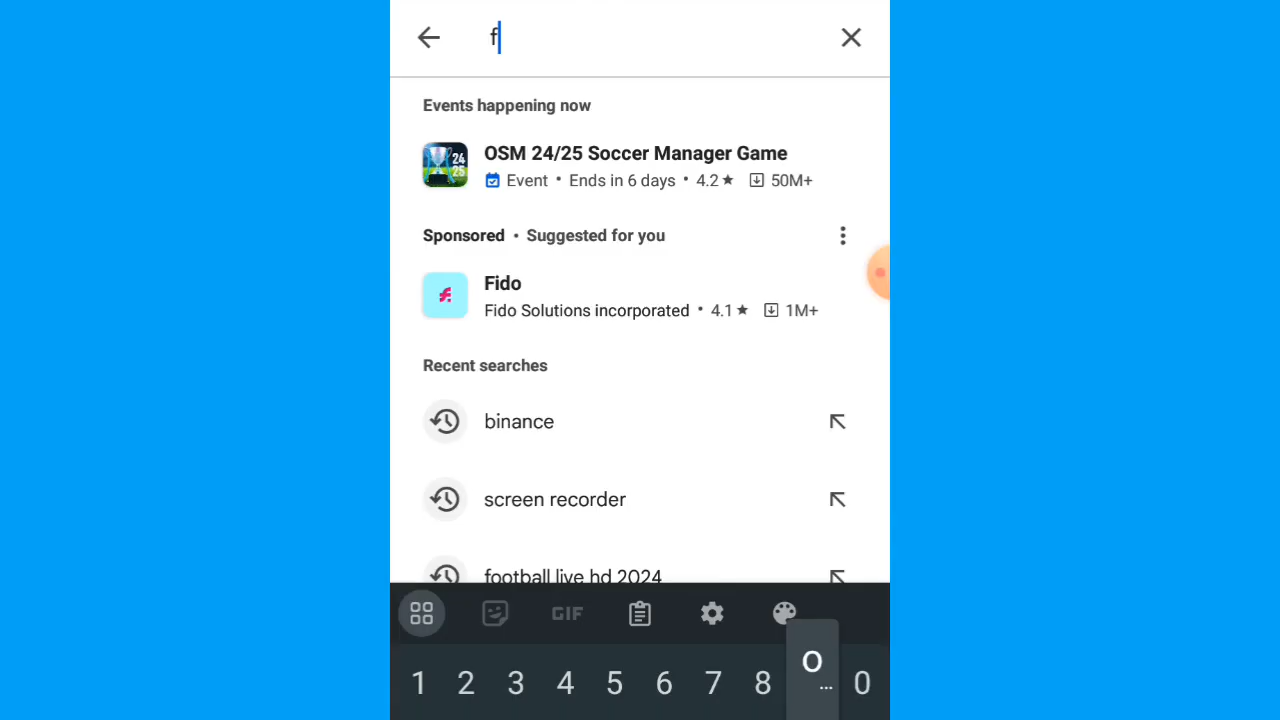 f
Events happening now
24
25
OSM 24/25 Soccer Manager Game
Event • Ends in 6 days • 4.2★ 50M+
Sponsored • Suggested for you
Fido
Fido Solutions incorporated • 4.1★ 1M+
Recent searches
binance
screen recorder
football live hd 2024
GIF
o
...
1 2 3 4 5 6 7 8 0